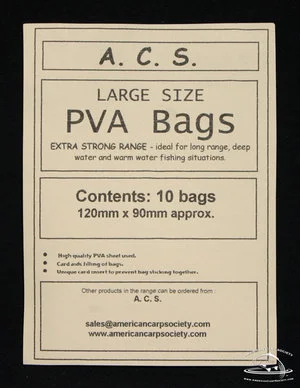 A. C. S.
LARGE SIZE
PVA Bags
EXTRA STRONG RANGE - ideal for long range, deep
water and warm water fishing situations.
Contents: 10 bags
120mm x 90mm approx.
• High quality PVA sheet used.
• Card aids filling of bags.
• Unique card insert to prevent bag sticking together.
Other products in the range can be ordered from :
A. C. S.
sales@americancarpsociety.com
www.americancarpsociety.com